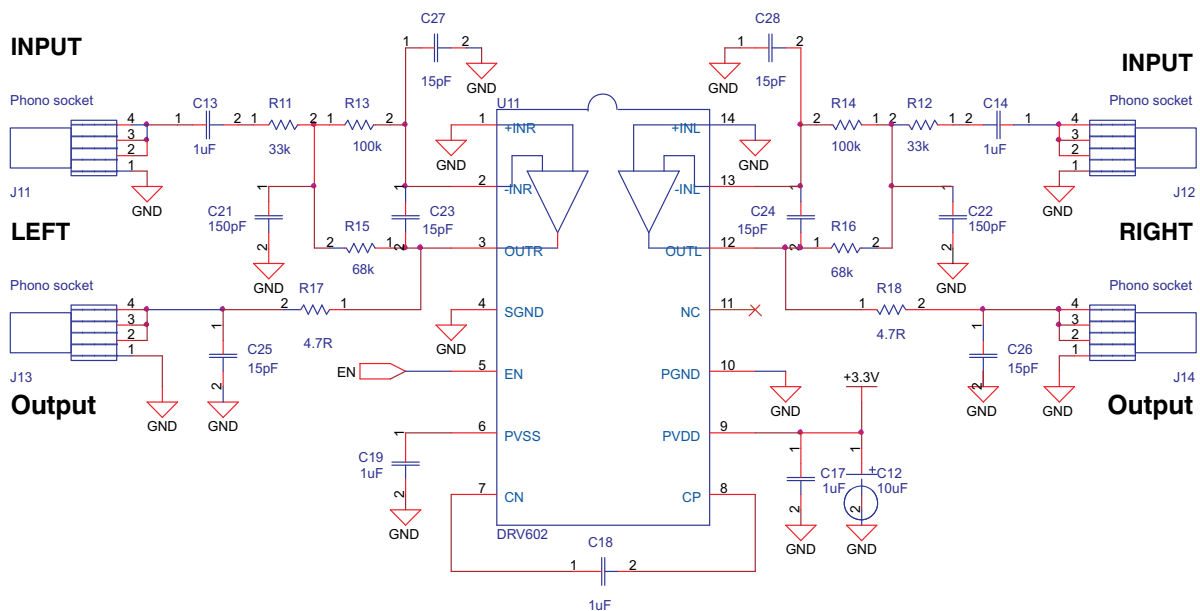 C27
C28
INPUT
1 2
1 2
INPUT
15pF
GND
GND
15pF
Phono socket
C13
R11
R13
U11
R14
R12
C14
Phono socket
4
3
2
1
1 2
1 2
2 1
2
1
+INR
+INL
14
2
1
2
1
2 1
4
3
2
1
1uF
33k
100k
GND
GND
100k
33k
1uF
J11
GND
2
-INR
-INL
13
GND
J12
1
1
1
1
C21
150pF
R15
C23
15pF
C24
15pF
R16
C22
150pF
LEFT
RIGHT
2
2 1
2
3
OUTR
OUTL
12
2
1 2
2
GND
68k
68k
GND
Phono socket
R17
R18
Phono socket
4
3
2
1
2 1
4
SGND
NC
11
1 2
4
3
2
1
1
4.7R
GND
4.7R
1
C25
15pF
C26
15pF
J13
EN
5
EN
PGND
10
+3.3V
J14
2
2
Output
GND
GND
GND
GND
GND
Output
1
6
PVSS
PVDD
9
1
1
C19
1uF
C17
1uF
+
C12
10uF
2
7
CN
CP
8
2
2
GND
DRV602
GND
GND
C18
1 2
1uF